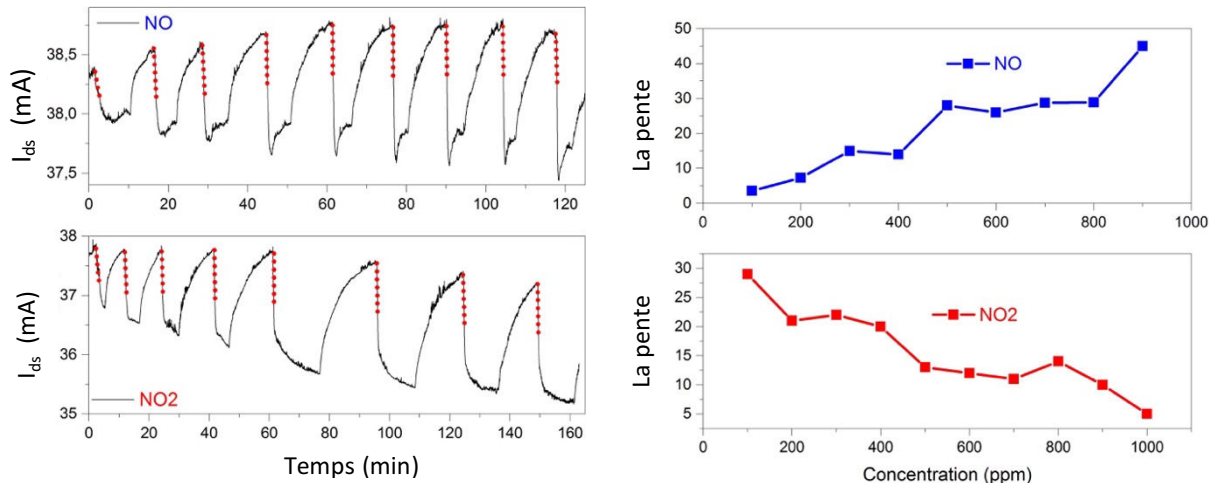 NO
38,5
38,0
37,5
I_ds (mA)
0 20 40 60 80 100 120
38
37
36
35
I_ds (mA)
NO2
0 20 40 60 80 100 120 140 160
Temps (min)
50
40
30
20
10
0
La pente
NO
0 200 400 600 800 1000
30
25
20
15
10
5
La pente
NO2
0 200 400 600 800 1000
Concentration (ppm)